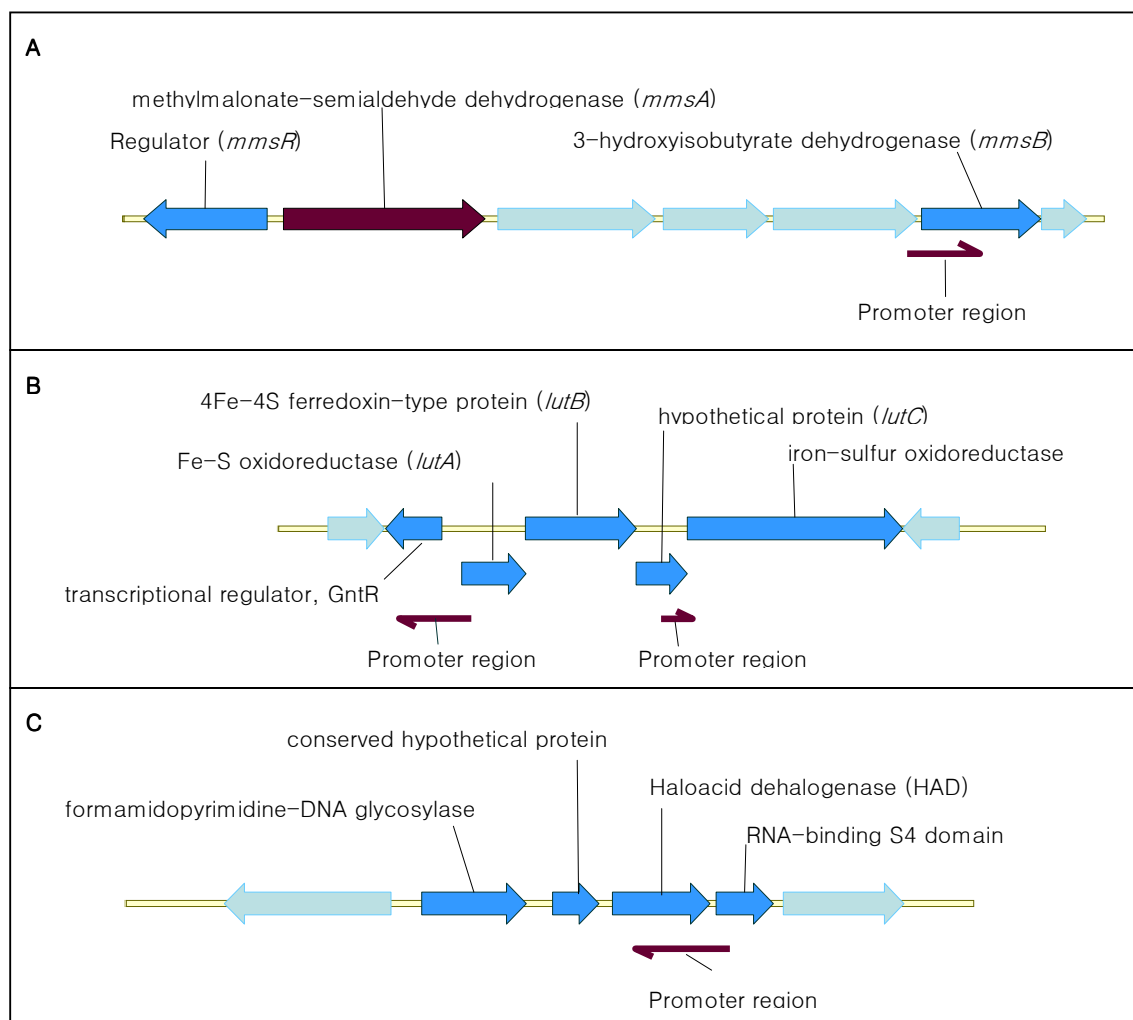 A
methylmalonate-semialdehyde dehydrogenase (mmsA)
Regulator (mmsR)
3-hydroxyisobutyrate dehydrogenase (mmsB)
Promoter region
B
4Fe-4S ferredoxin-type protein (lutB)
hypothetical protein (lutC)
Fe-S oxidoreductase (lutA)
iron-sulfur oxidoreductase
transcriptional regulator, GntR
Promoter region
Promoter region
C
conserved hypothetical protein
Haloacid dehalogenase (HAD)
formamidopyrimidine-DNA glycosylase
RNA-binding S4 domain
Promoter region